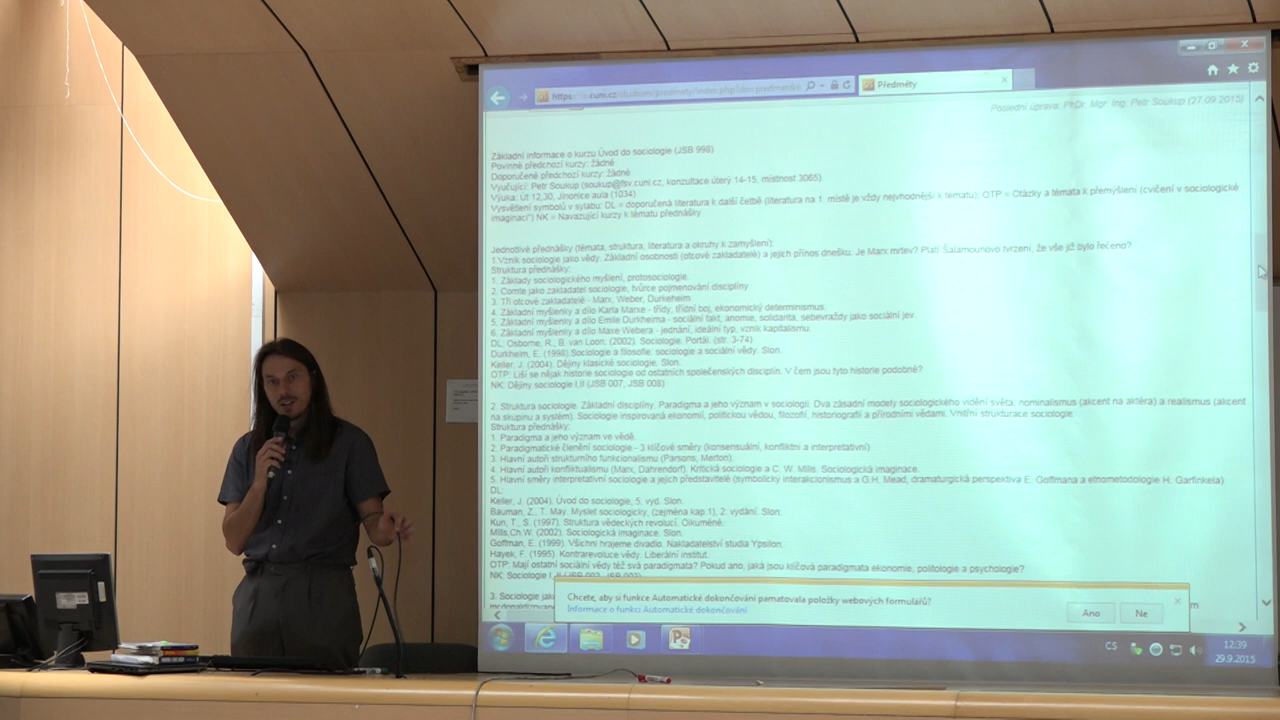 Předměty
Poslední úprava: PhDr. Mgr. Ing. Petr Soukup (27.09.2015)
Základní informace o kurzu Úvod do sociologie (JSB 998)
Povinné předchozí kurzy: žádné
Doporučené předchozí kurzy: žádné
Vyučující: Petr Soukup (soukup@fsv.cuni.cz, konzultace úterý 14-15, místnost 3065)
Výuka: Út 12,30, Jinonice aula (1034)
Vysvětlení symbolů v sylabu: DL = doporučená literatura k další četbě (literatura na 1. místě je vždy nejvhodnější k tématu); OTP = Otázky a témata k přemýšlení (cvičení v sociologické
imaginaci") NK = Navazující kurzy k tématu přednášky
Jednotlivé přednášky (témata, struktura, literatura a okruhy k zamyšlení):
1.Vznik sociologie jako vědy. Základní osobnosti (otcové zakladatelé) a jejich přínos dnešku. Je Marx mrtev? Platí Šalamounovo tvrzení, že vše již bylo řečeno?
Struktura přednášky:
1. Základy sociologického myšlení, protosociologie.
2. Comte jako zakladatel sociologie, tvůrce pojmenování disciplíny
3. Tři otcové zakladatelé - Marx, Weber, Durkeheim
4. Základní myšlenky a dílo Karla Marxe - třídy, třídní boj, ekonomický determinismus.
5. Základní myšlenky a dílo Emile Durkheima - sociální fakt, anomie, solidarita, sebevraždy jako sociální jev.
6. Základní myšlenky a dílo Maxe Webera - jednání, ideální typ, vznik kapitalismu.
DL: Osborne, R., B. van Loon. (2002). Sociologie. Portál. (str. 3-74)
Durkheim, E. (1998).Sociologie a filosofie: sociologie a sociální vědy. Slon.
Keller, J. (2004). Dějiny klasické sociologie. Slon.
OTP: Liší se nějak historie sociologie od ostatních společenských disciplín. V čem jsou tyto historie podobné?
NK: Dějiny sociologie I,II (JSB 007, JSB 008)
2. Struktura sociologie. Základní disciplíny. Paradigma a jeho význam v sociologii. Dva zásadní modely sociologického vidění světa: nominalismus (akcent na aktéra) a realismus (akcent
na skupinu a systém). Sociologie inspirovaná ekonomií, politickou vědou, filozofií, historiografií a přírodními vědami. Vnitřní strukturace sociologie.
Struktura přednášky:
1. Paradigma a jeho význam ve vědě.
2. Paradigmatické členění sociologie - 3 klíčové směry (konsensuální, konfliktní a interpretativní)
3. Hlavní autoři strukturního funkcionalismu (Parsons, Merton).
4. Hlavní autoři konfliktualismu (Marx, Dahrendorf). Kritická sociologie a C. W. Mills. Sociologická imaginace.
5. Hlavní směry interpretativní sociologie a jejich představitelé (symbolický interakcionismus a G.H. Mead, dramaturgická perspektiva E. Goffmana a etnometodologie H. Garfinkela)
DL:
Keller, J. (2004). Úvod do sociologie, 5. vyd. Slon.
Bauman, Z., T. May. Myslet sociologicky, (zejména kap.1), 2. vydání. Slon.
Kun, T., S. (1997). Struktura vědeckých revolucí. Oikuméné.
Mills,Ch.W. (2002). Sociologická imaginace. Slon.
Goffman, E. (1999). Všichni hrajeme divadlo. Nakladatelství studia Ypsilon.
Hayek, F. (1995). Kontrarevoluce vědy. Liberální institut.
OTP: Mají ostatní sociální vědy též svá paradigmata? Pokud ano, jaká jsou klíčová paradigmata ekonomie, politologie a psychologie?
NK: Sociologie
3. Sociologie
Chcete, aby si funkce Automatické dokončování pamatovala položky webových formulářů?
Informace o funkci Automatické dokončování
Ano
Ne
CS
12:39
29.9.2015